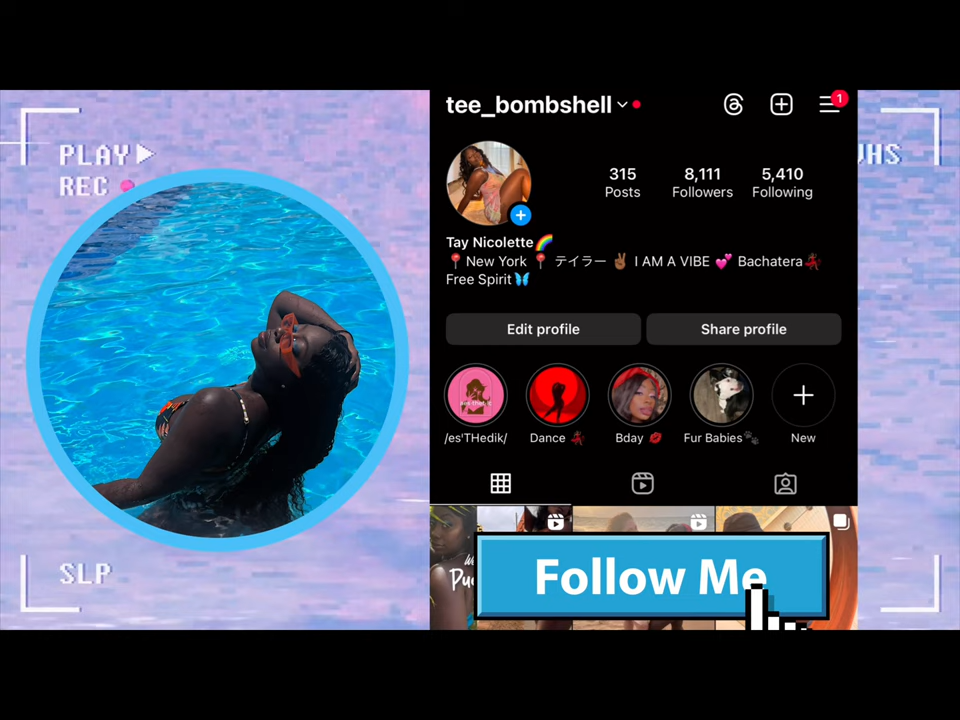 PLAY
REC
VHS
SLP
tee_bombshell
1
315
Posts
8,111
Followers
5,410
Following
Tay Nicolette🌈
📍New York 📍 テイラー ✌🏾 I AM A VIBE 💕 Bachatera💃🏾
Free Spirit🦋
Edit profile
Share profile
/es'THedik/
Dance 💃🏾
Bday 💋
Fur Babies🐾
New
Follow Me